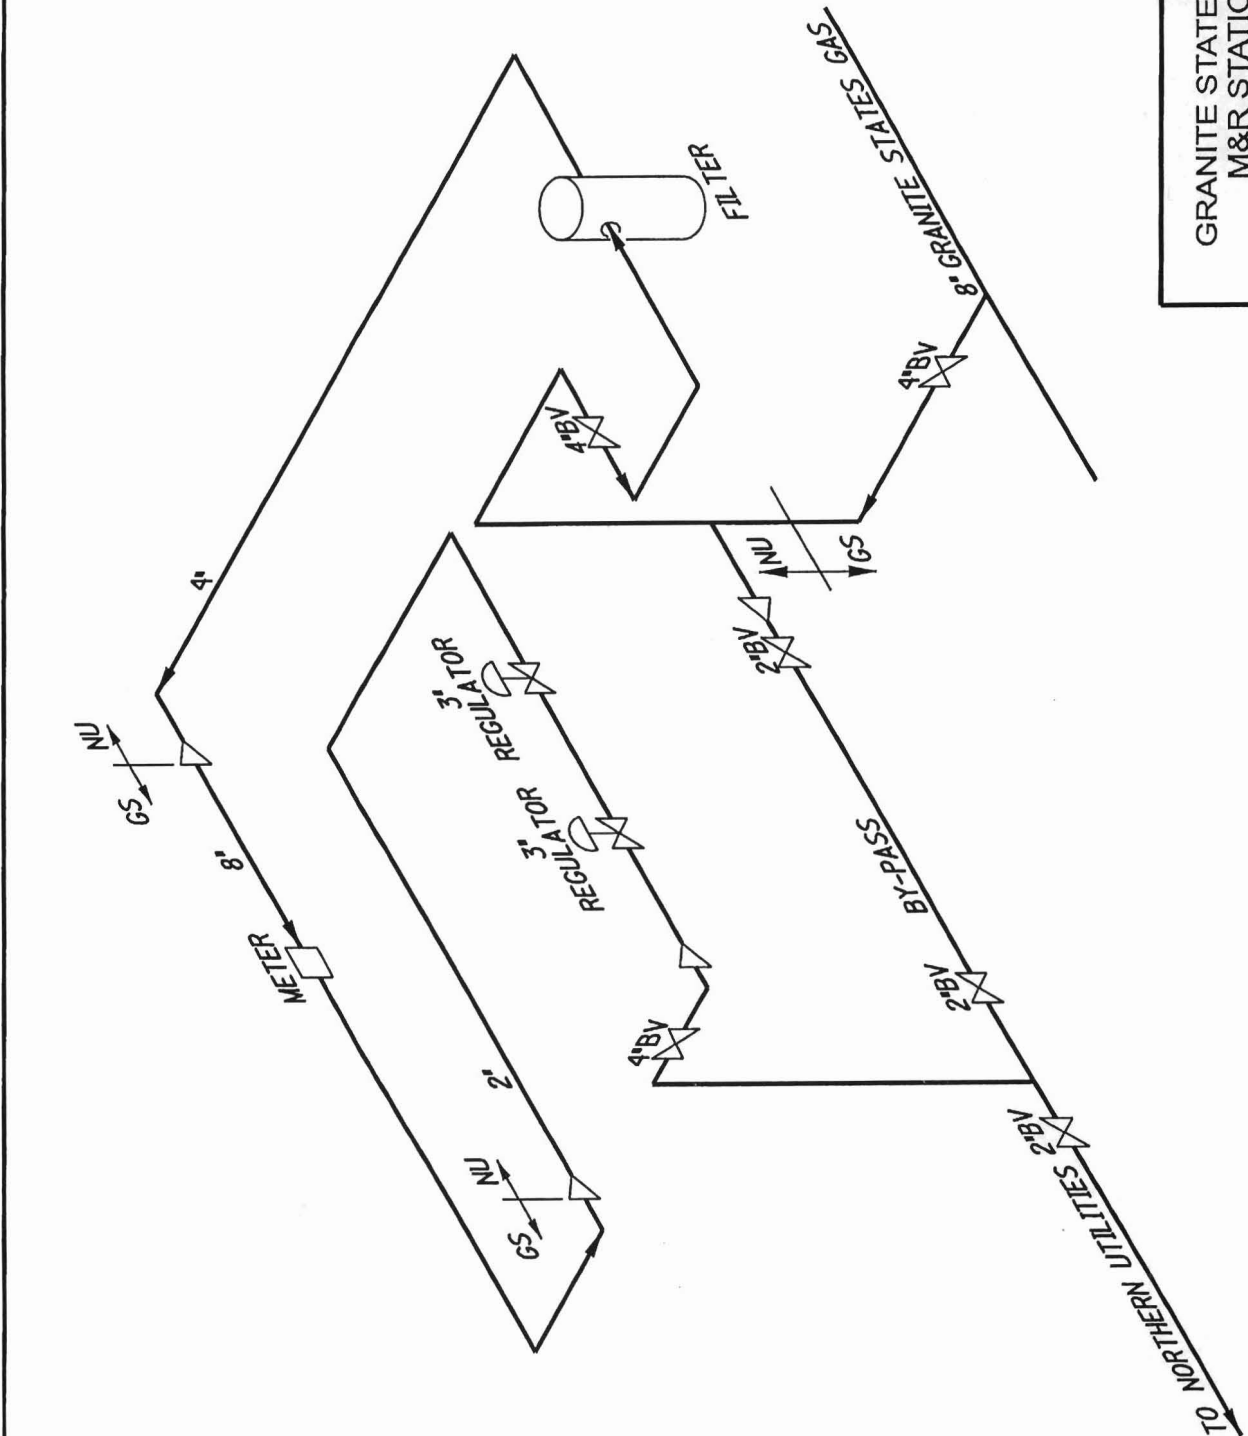 GRANITE STATE
M&R STATIO
8" GRANITE STATES GAS
4"BV
FILTER
4"BV
NU
GS
2"BV
BY-PASS
2"BV
2"BV
TO NORTHERN UTILITIES
4"
NU
GS
8"
METER
NU
GS
2"
3"
REGULATOR
3"
REGULATOR
4"BV